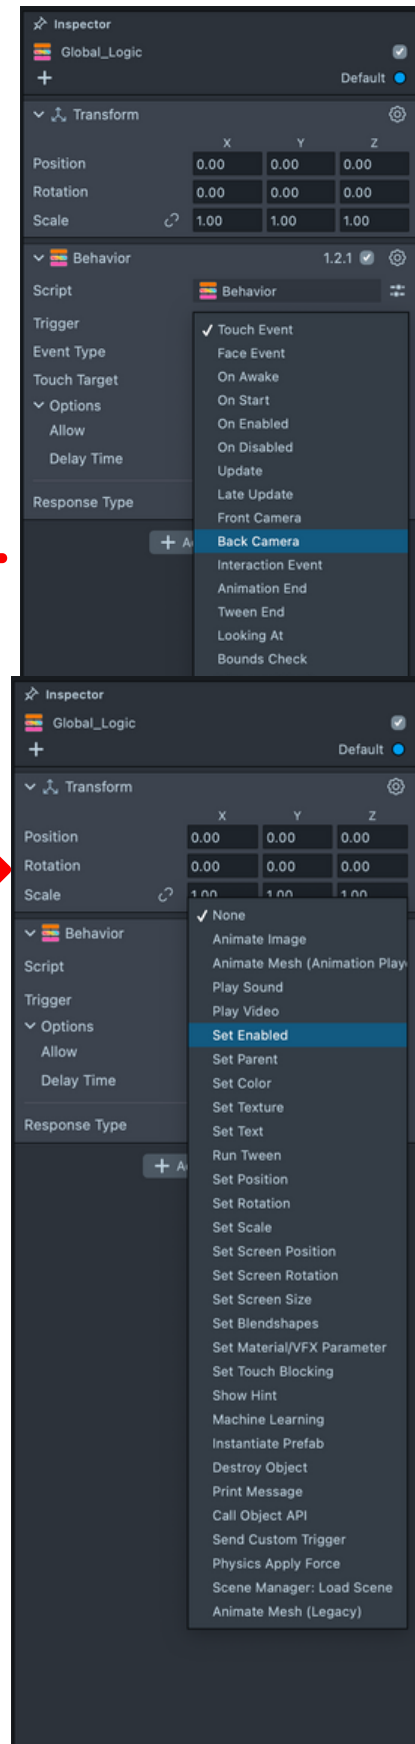 Inspector
Global_Logic
Default
Transform
X Y Z
Position 0.00 0.00 0.00
Rotation 0.00 0.00 0.00
Scale 1.00 1.00 1.00
Behavior 1.2.1
Script Behavior
Trigger
Touch Event
Event Type
Face Event
Touch Target
On Awake
Options
On Start
Allow
On Enabled
Delay Time
On Disabled
Update
Late Update
Response Type
Front Camera
+ A
Back Camera
Interaction Event
Animation End
Tween End
Looking At
Bounds Check
Inspector
Global_Logic
Default
Transform
X Y Z
Position 0.00 0.00 0.00
Rotation 0.00 0.00 0.00
Scale 1.00 1.00 1.00
None
Behavior
Animate Image
Script
Animate Mesh (Animation Play
Play Sound
Trigger
Play Video
Options
Set Enabled
Allow
Set Parent
Delay Time
Set Color
Set Texture
Response Type
Set Text
Run Tween
+ A
Set Position
Set Rotation
Set Scale
Set Screen Position
Set Screen Rotation
Set Screen Size
Set Blendshapes
Set Material/VFX Parameter
Set Touch Blocking
Show Hint
Machine Learning
Instantiate Prefab
Destroy Object
Print Message
Call Object API
Send Custom Trigger
Physics Apply Force
Scene Manager: Load Scene
Animate Mesh (Legacy)